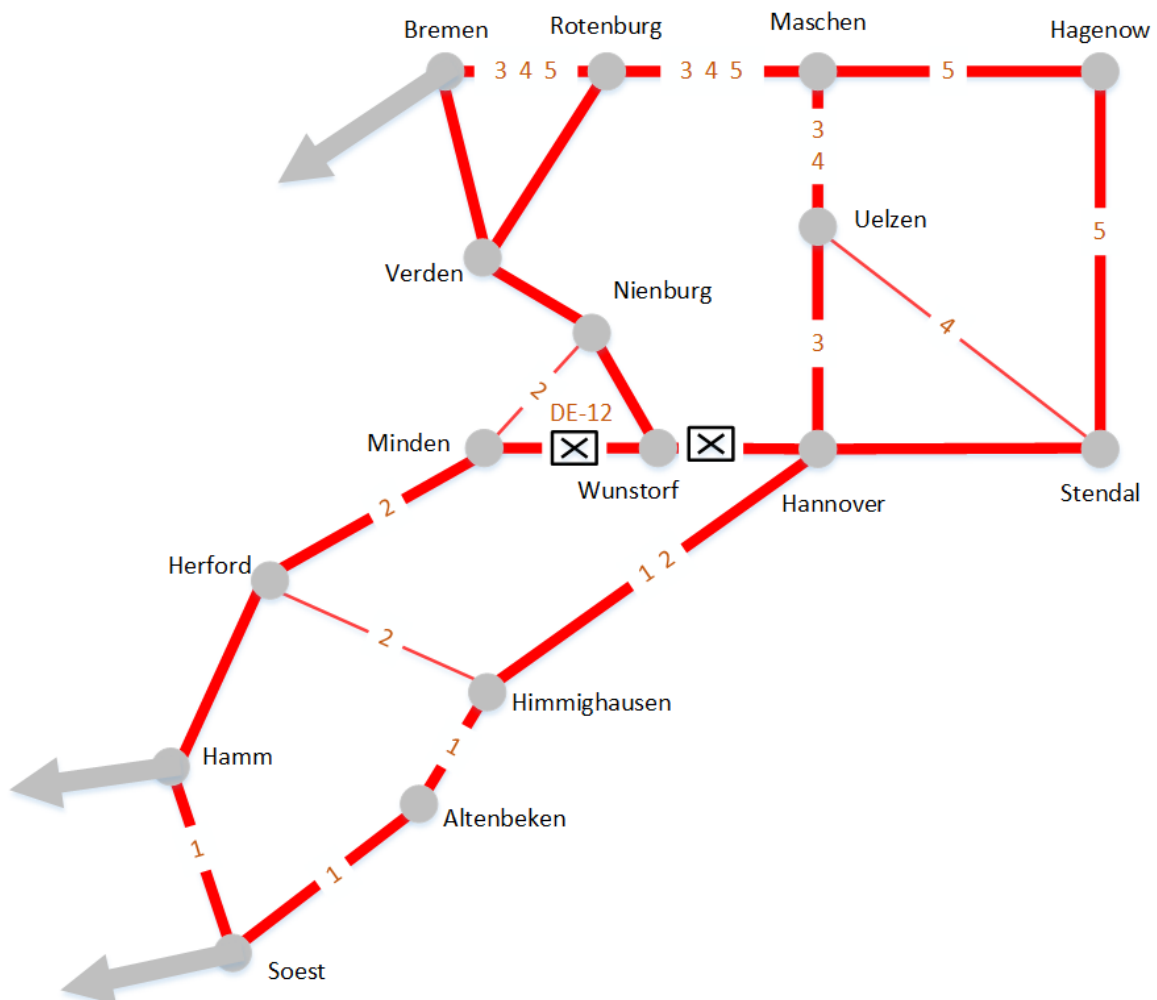 Bremen
Rotenburg
Maschen
Hagenow
3 4 5
3 4 5
5
3
4
Uelzen
5
Verden
Nienburg
4
3
2
DE-12
Minden
Wunstorf
Hannover
Stendal
2
Herford
1 2
2
Himmighausen
1
Hamm
Altenbeken
1
1
Soest